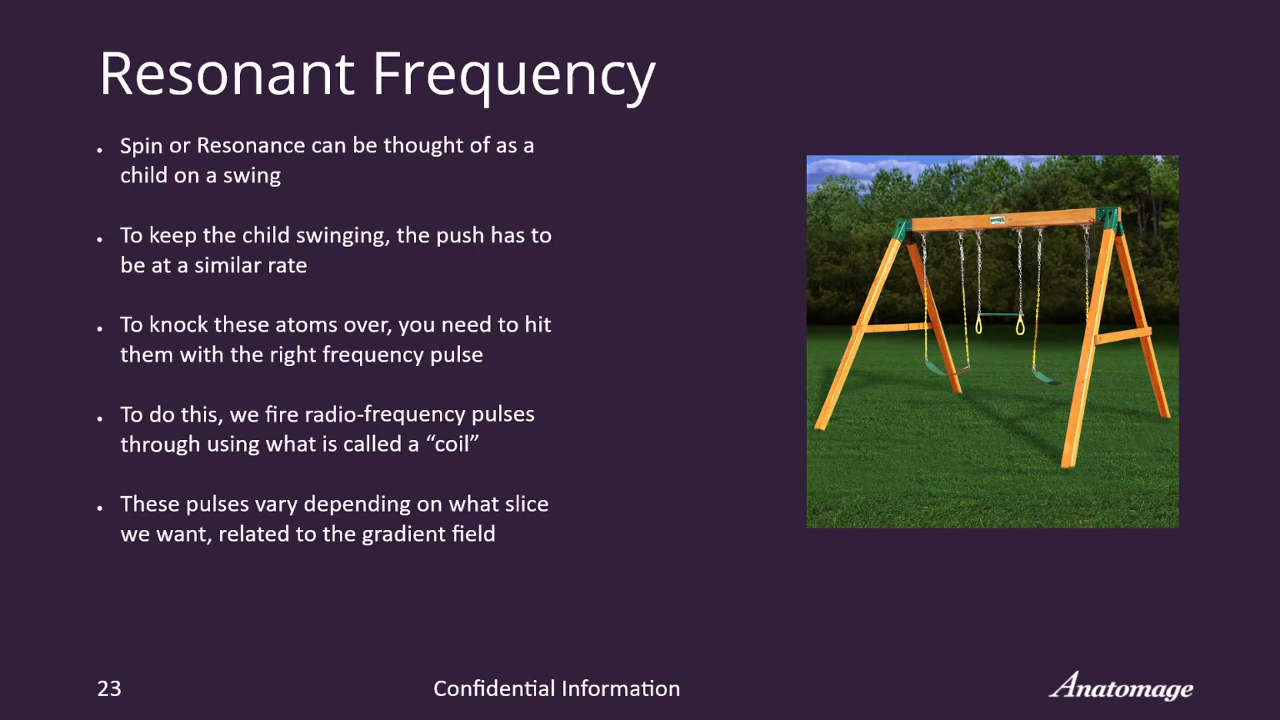 Resonant Frequency
• Spin or Resonance can be thought of as a
child on a swing
• To keep the child swinging, the push has to
be at a similar rate
• To knock these atoms over, you need to hit
them with the right frequency pulse
• To do this, we fire radio-frequency pulses
through using what is called a “coil”
• These pulses vary depending on what slice
we want, related to the gradient field
23
Confidential Information
Anatomage